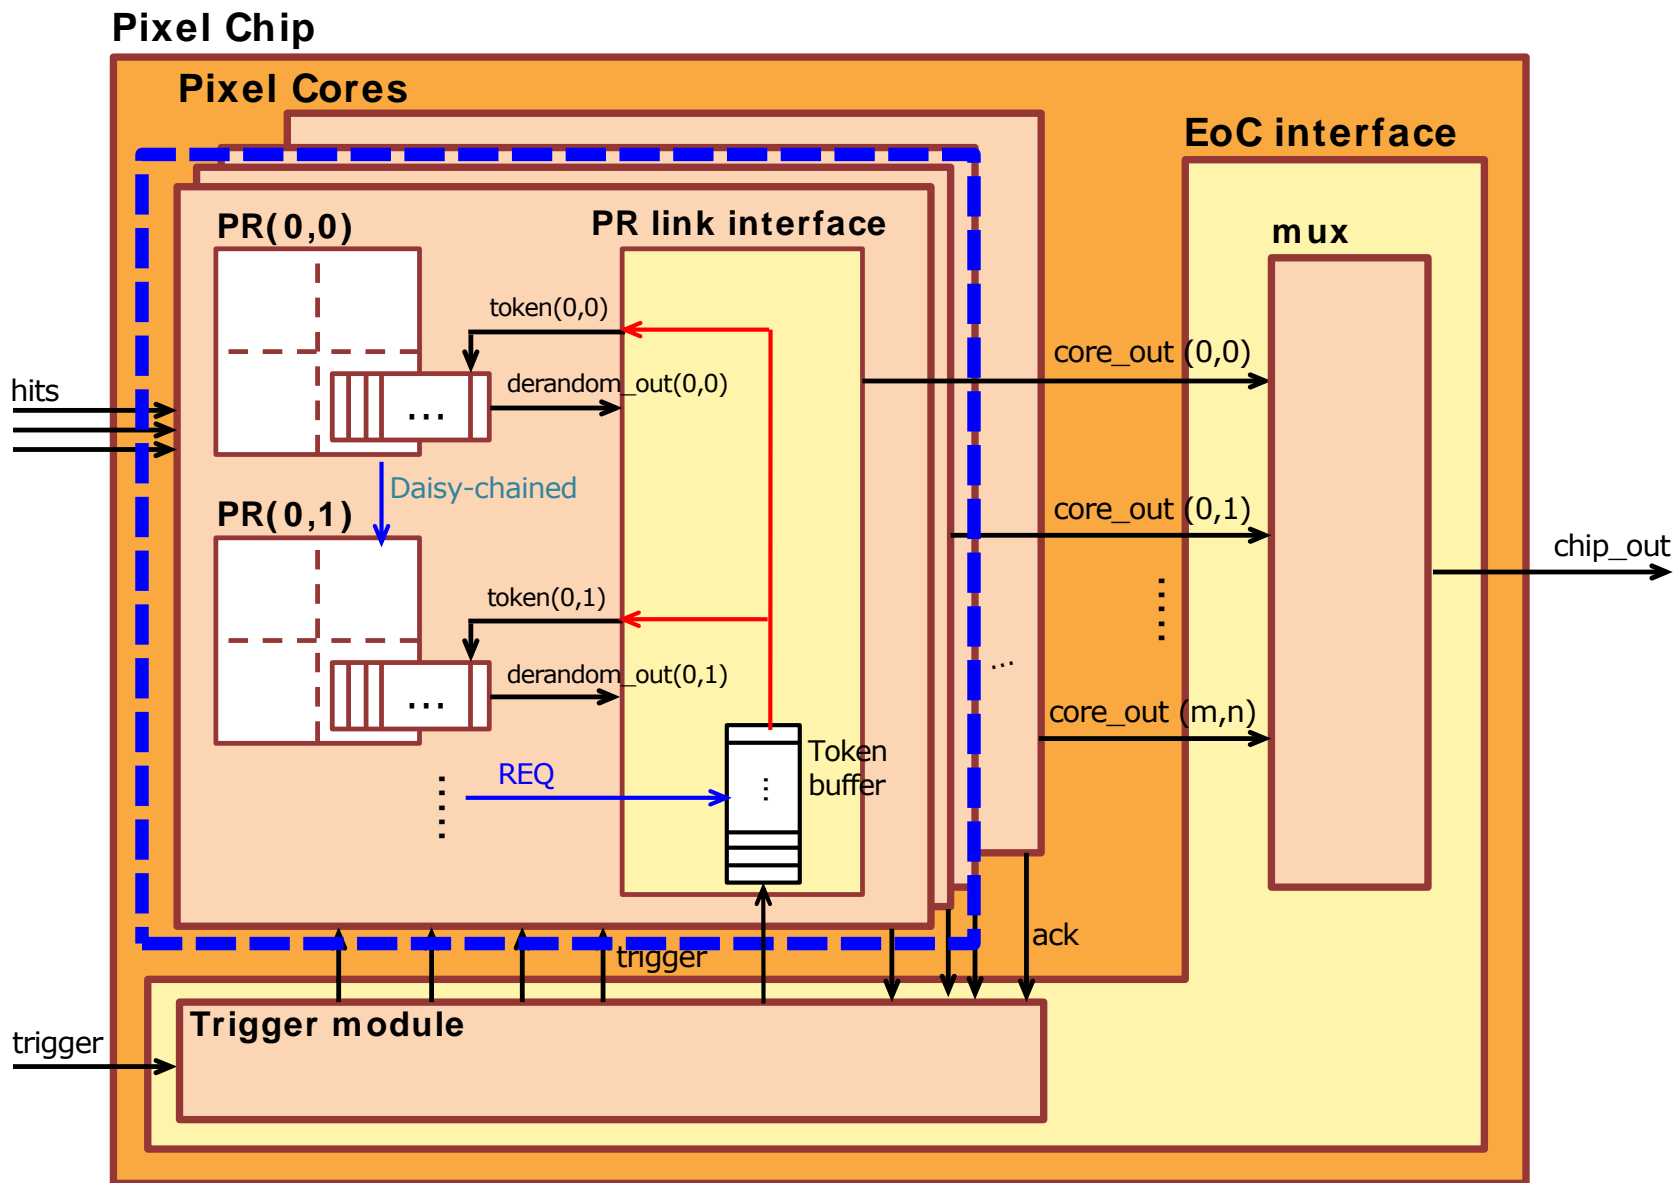 Pixel Chip
Pixel Cores
EoC interface
PR(0,0)
PR link interface
mux
token(0,0)
core_out (0,0)
hits
derandom_out(0,0)
...
Daisy-chained
PR(0,1)
core_out (0,1)
chip_out
token(0,1)
derandom_out(0,1)
...
...
core_out (m,n)
REQ
Token
buffer
...
trigger
ack
Trigger module
trigger